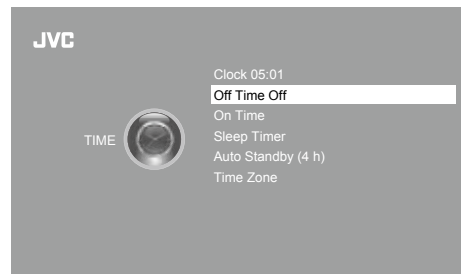 JVC
TIME
Clock 05:01
Off Time Off
On Time
Sleep Timer
Auto Standby (4 h)
Time Zone